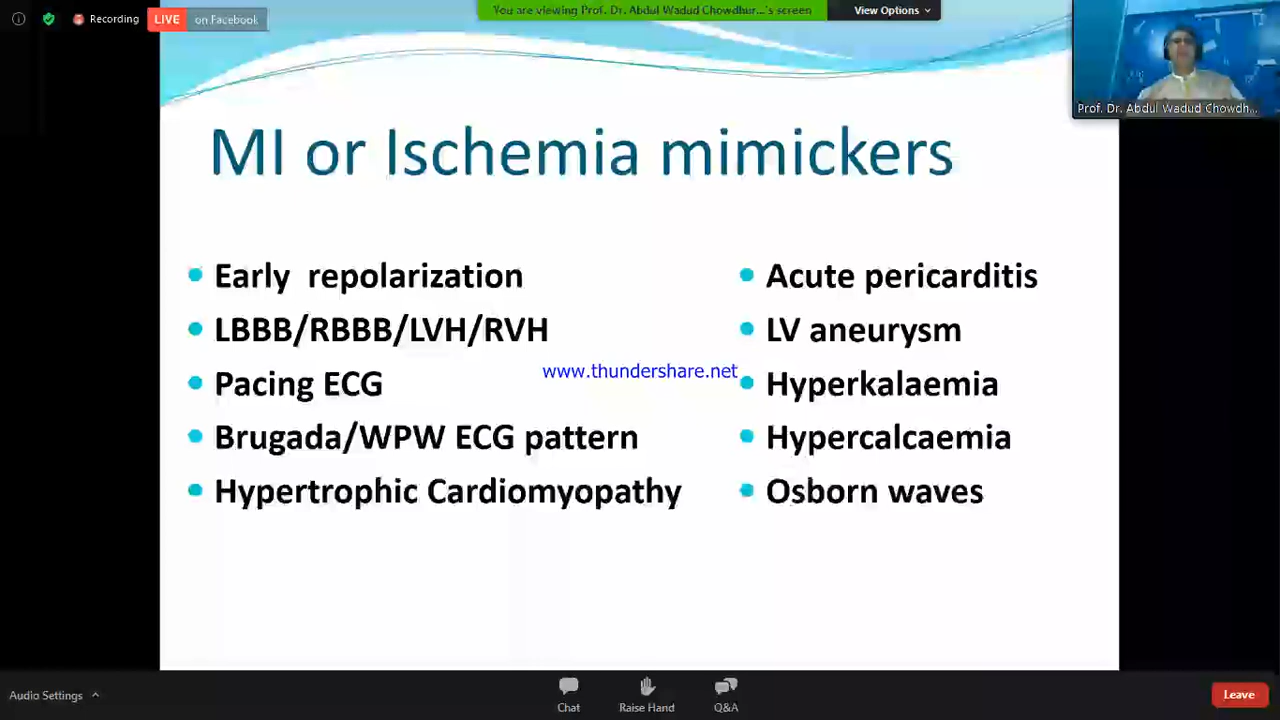 Recording
LIVE on Facebook
You are viewing Prof. Dr. Abdul Wadud Chowdhur...'s screen
View Options
Prof. Dr. Abdul Wadud Chowdh...
MI or Ischemia mimickers
Early repolarization
LBBB/RBBB/LVH/RVH
Pacing ECG
Brugada/WPW ECG pattern
Hypertrophic Cardiomyopathy
www.thundershare.net
Acute pericarditis
LV aneurysm
Hyperkalaemia
Hypercalcaemia
Osborn waves
Audio Settings
Chat
Raise Hand
Q&A
Leave